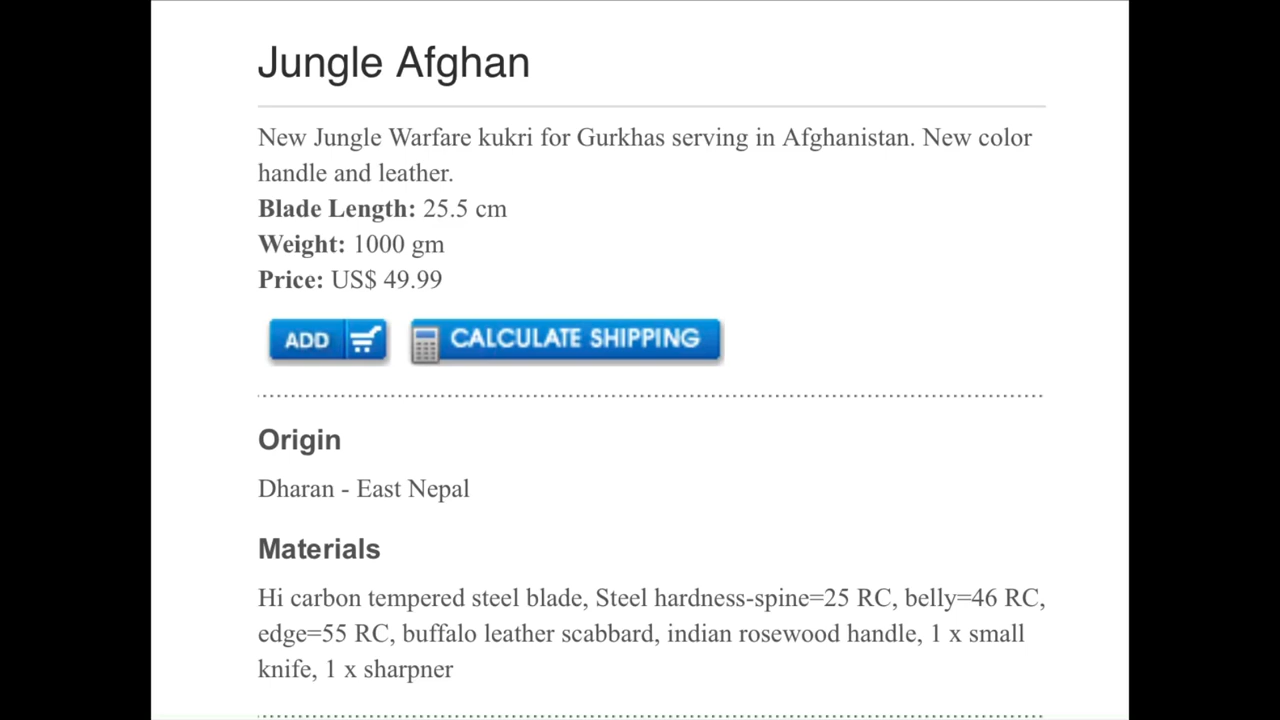 Jungle Afghan
New Jungle Warfare kukri for Gurkhas serving in Afghanistan. New color
handle and leather.
Blade Length: 25.5 cm
Weight: 1000 gm
Price: US$ 49.99
ADD CALCULATE SHIPPING
Origin
Dharan - East Nepal
Materials
Hi carbon tempered steel blade, Steel hardness-spine=25 RC, belly=46 RC,
edge=55 RC, buffalo leather scabbard, indian rosewood handle, 1 x small
knife, 1 x sharpner